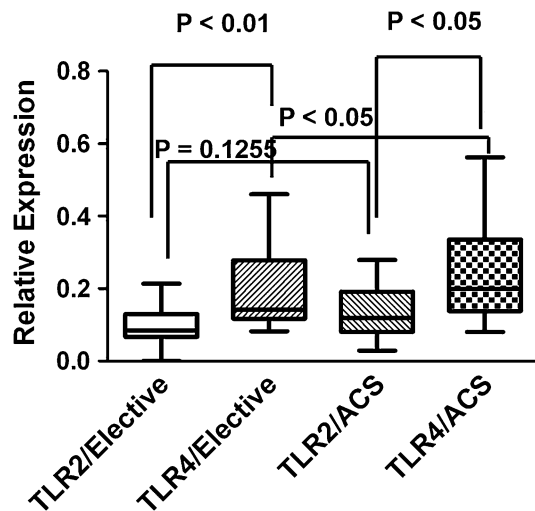 P < 0.01
P < 0.05
0.8
0.6
0.4
0.2
0.0
Relative Expression
P < 0.05
P = 0.1255
TLR2/Elective
TLR4/Elective
TLR2/ACS
TLR4/ACS